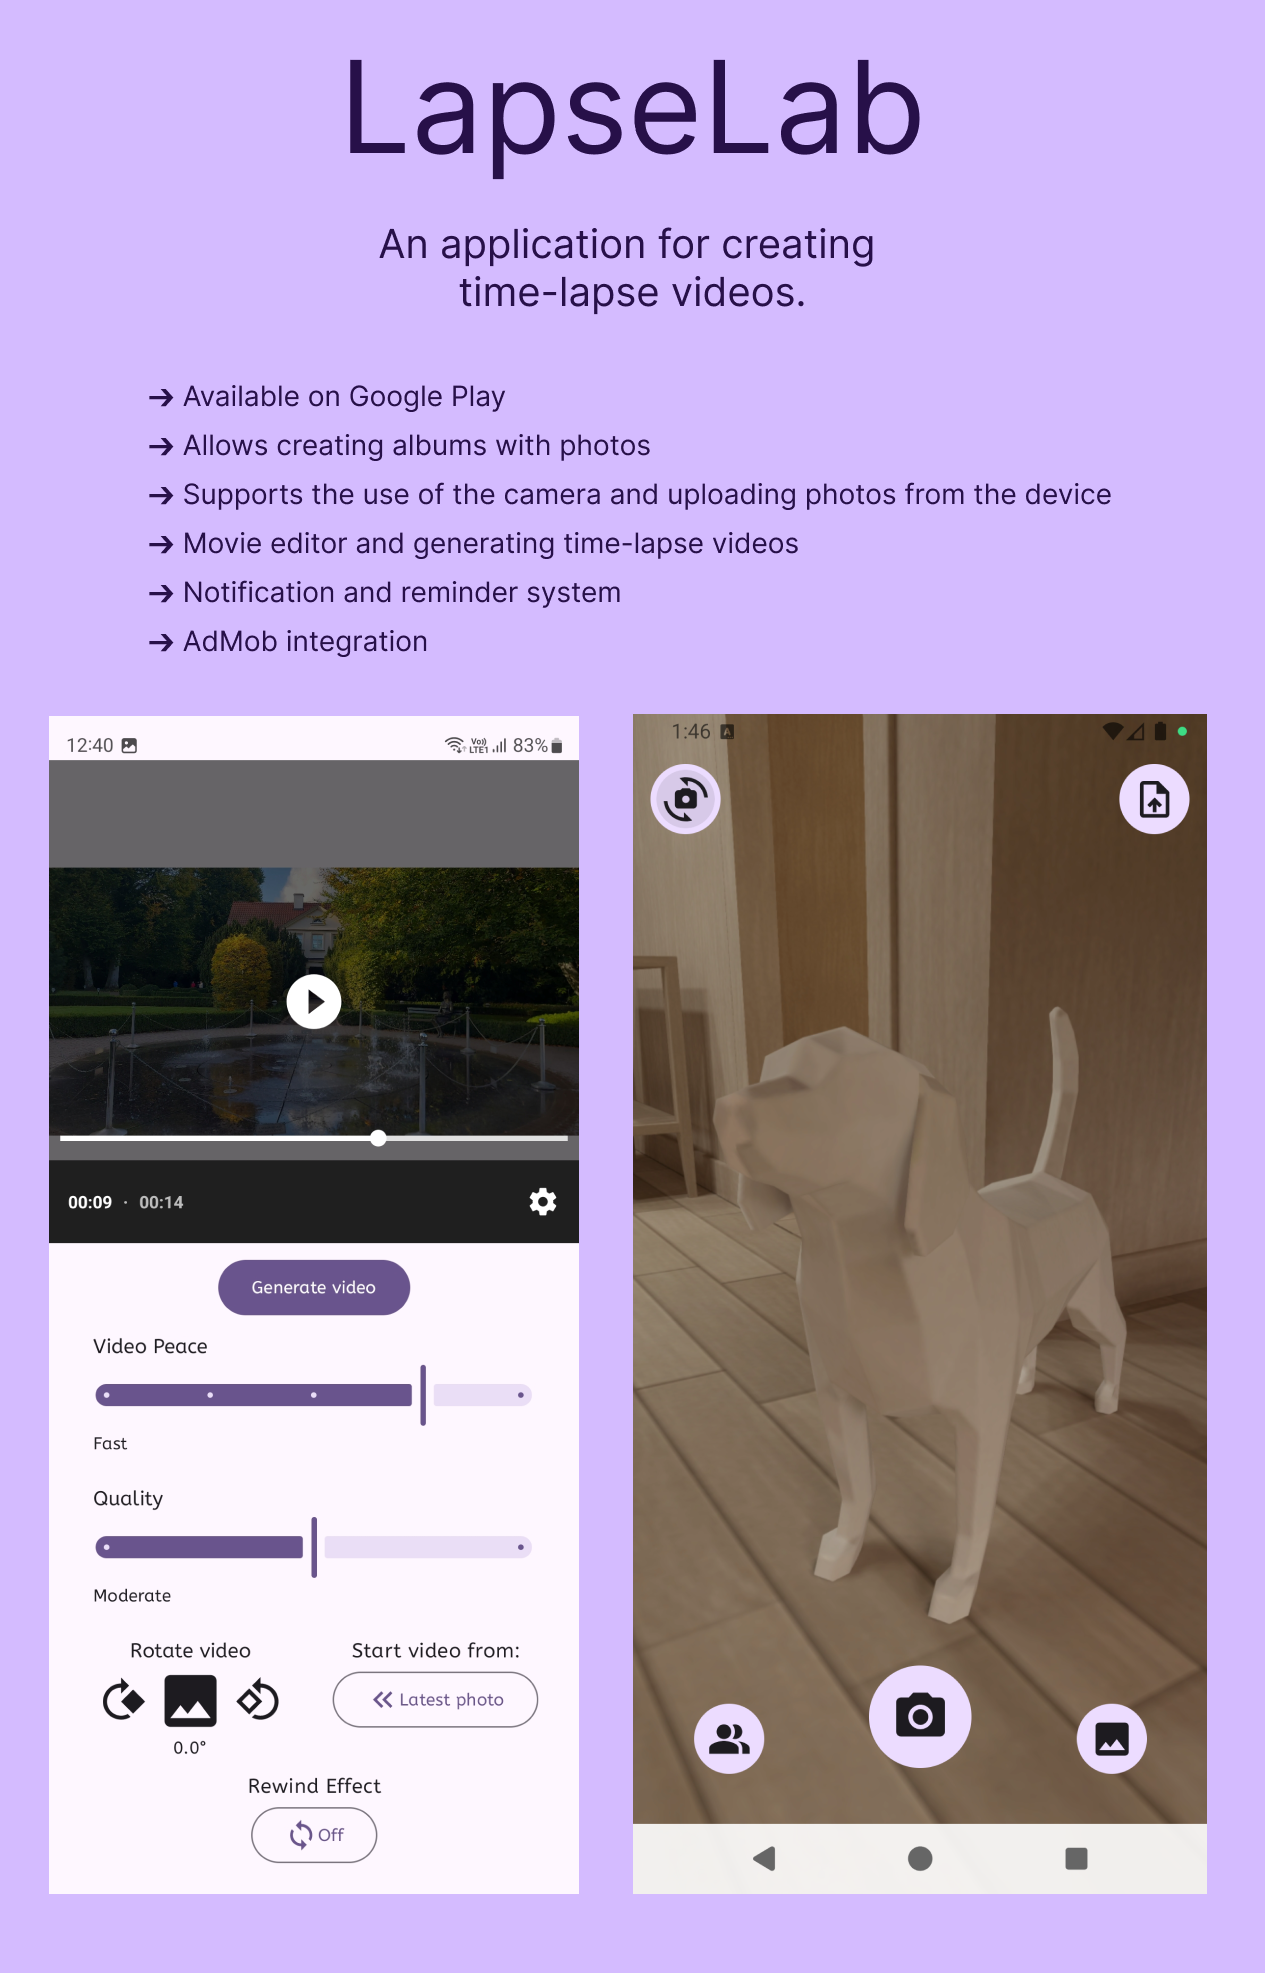 LapseLab
An application for creating
time-lapse videos.
➔ Available on Google Play
➔ Allows creating albums with photos
➔ Supports the use of the camera and uploading photos from the device
➔ Movie editor and generating time-lapse videos
➔ Notification and reminder system
➔ AdMob integration
12:40
Vo) LTE1 83%
00:09 · 00:14
Generate video
Video Peace
Fast
Quality
Moderate
Rotate video
0.0°
Start video from:
Latest photo
Rewind Effect
Off
1:46 A